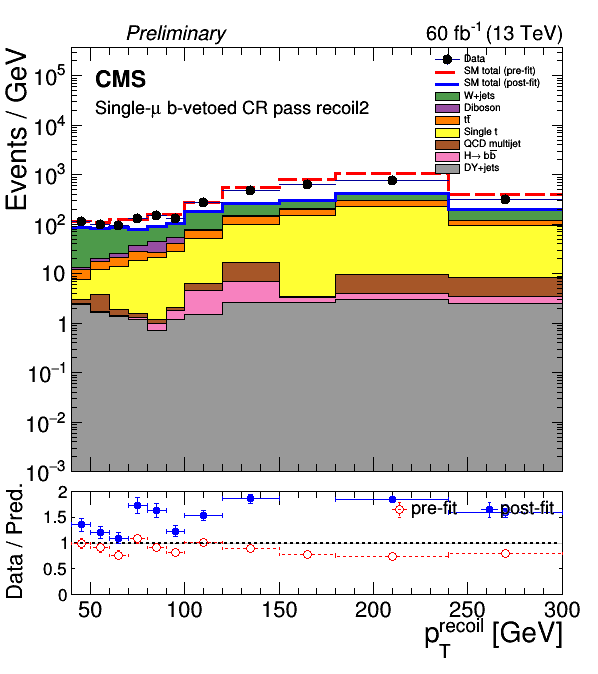 Preliminary 60 fb⁻¹ (13 TeV)
CMS
Single-μ b-vetoed CR pass recoil2
Data
SM total (pre-fit)
SM total (post-fit)
W+jets
Diboson
tt̅
Single t
QCD multijet
H→ bb̅
DY+jets
Events / GeV
10⁵
10⁴
10³
10²
10
1
10⁻¹
10⁻²
10⁻³
Data / Pred.
2
1.5
1
0.5
0
pre-fit post-fit
50 100 150 200 250 300
p_T^recoil [GeV]